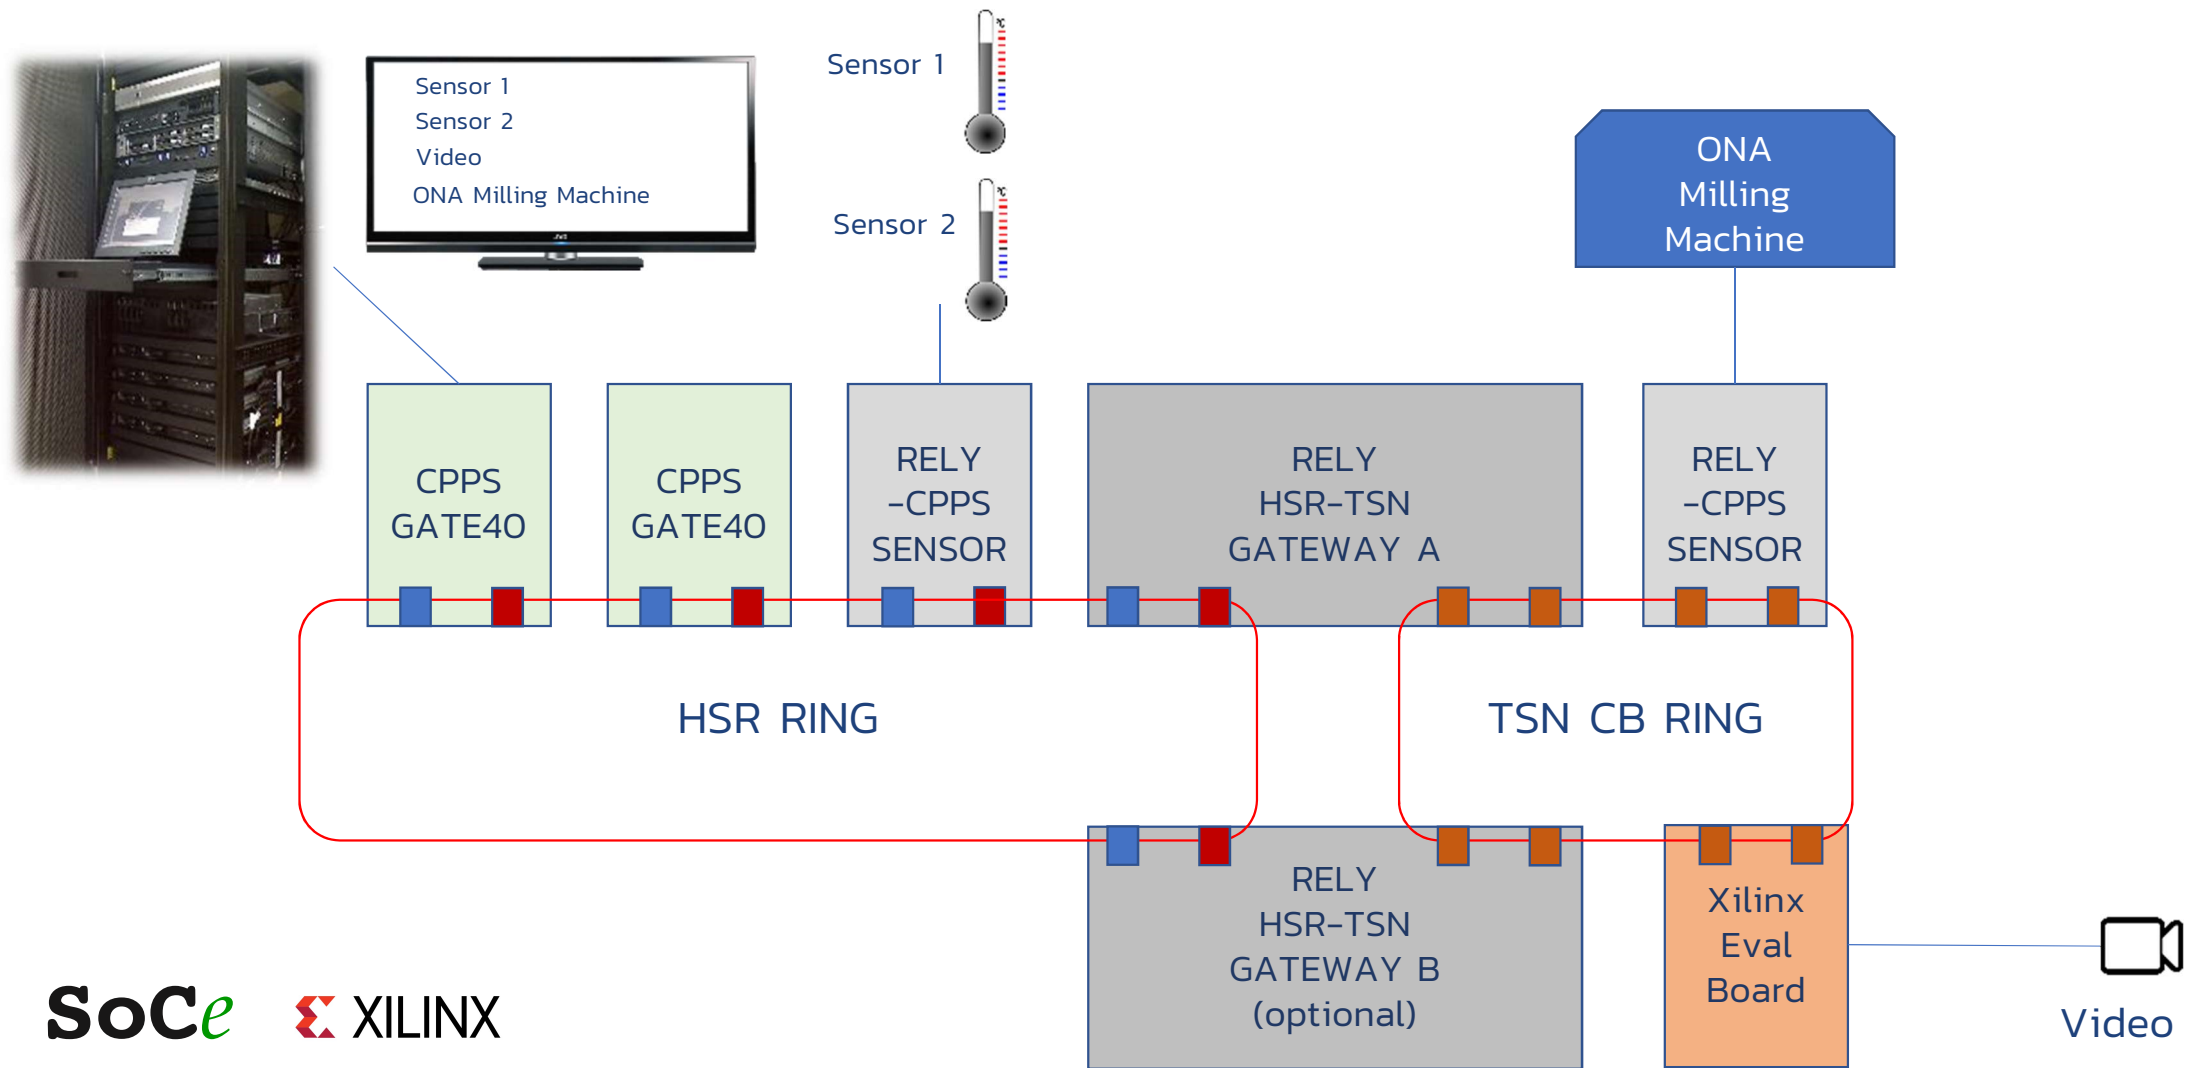 Sensor 1
Sensor 2
Video
ONA Milling Machine
Sensor 1
°C
Sensor 2
°C
ONA
Milling
Machine
CPPS
GATE40
CPPS
GATE40
RELY
-CPPS
SENSOR
RELY
HSR-TSN
GATEWAY A
RELY
-CPPS
SENSOR
HSR RING
TSN CB RING
RELY
HSR-TSN
GATEWAY B
(optional)
Xilinx
Eval
Board
Video
SoCe
XILINX